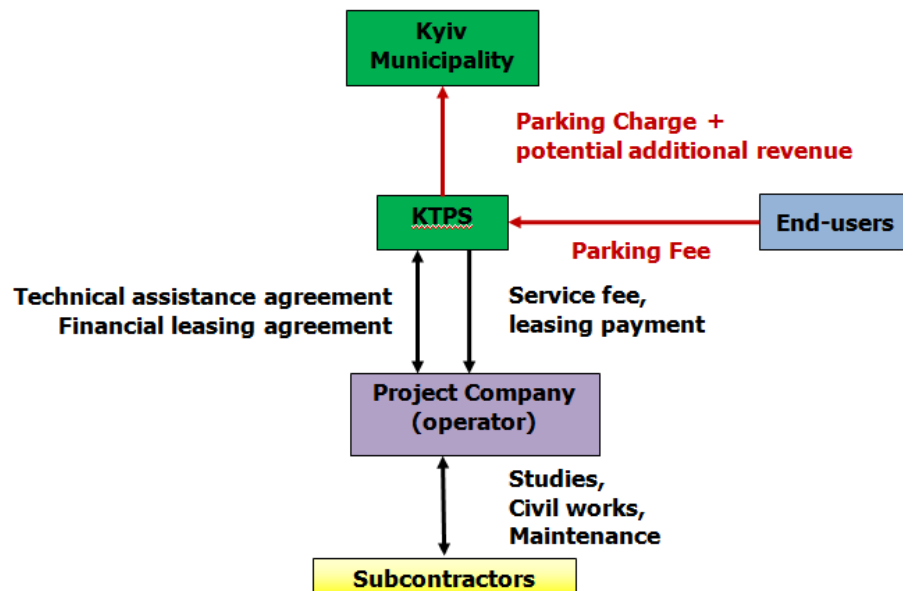 Kyiv
Municipality
Parking Charge +
potential additional revenue
KTPS
End-users
Parking Fee
Technical assistance agreement
Financial leasing agreement
Service fee,
leasing payment
Project Company
(operator)
Studies,
Civil works,
Maintenance
Subcontractors